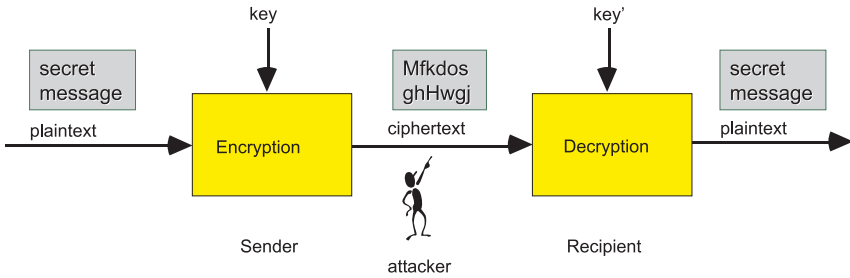 key
key’
secret
message
Mfkdos
ghHwgj
secret
message
plaintext
Encryption
ciphertext
Decryption
plaintext
Sender
attacker
Recipient